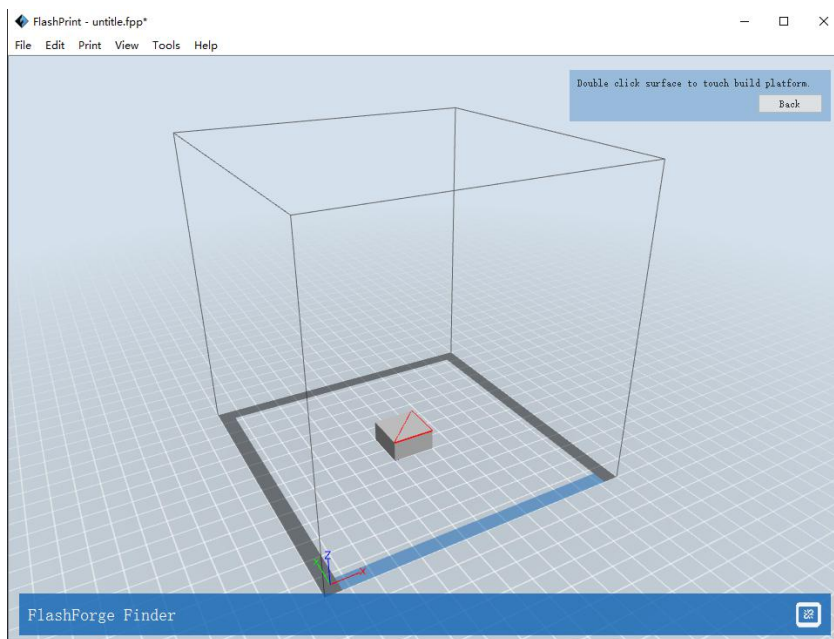 FlashPrint - untitle.fpp*
File Edit Print View Tools Help
Double click surface to touch build platform.
Back
Z
X
FlashForge Finder